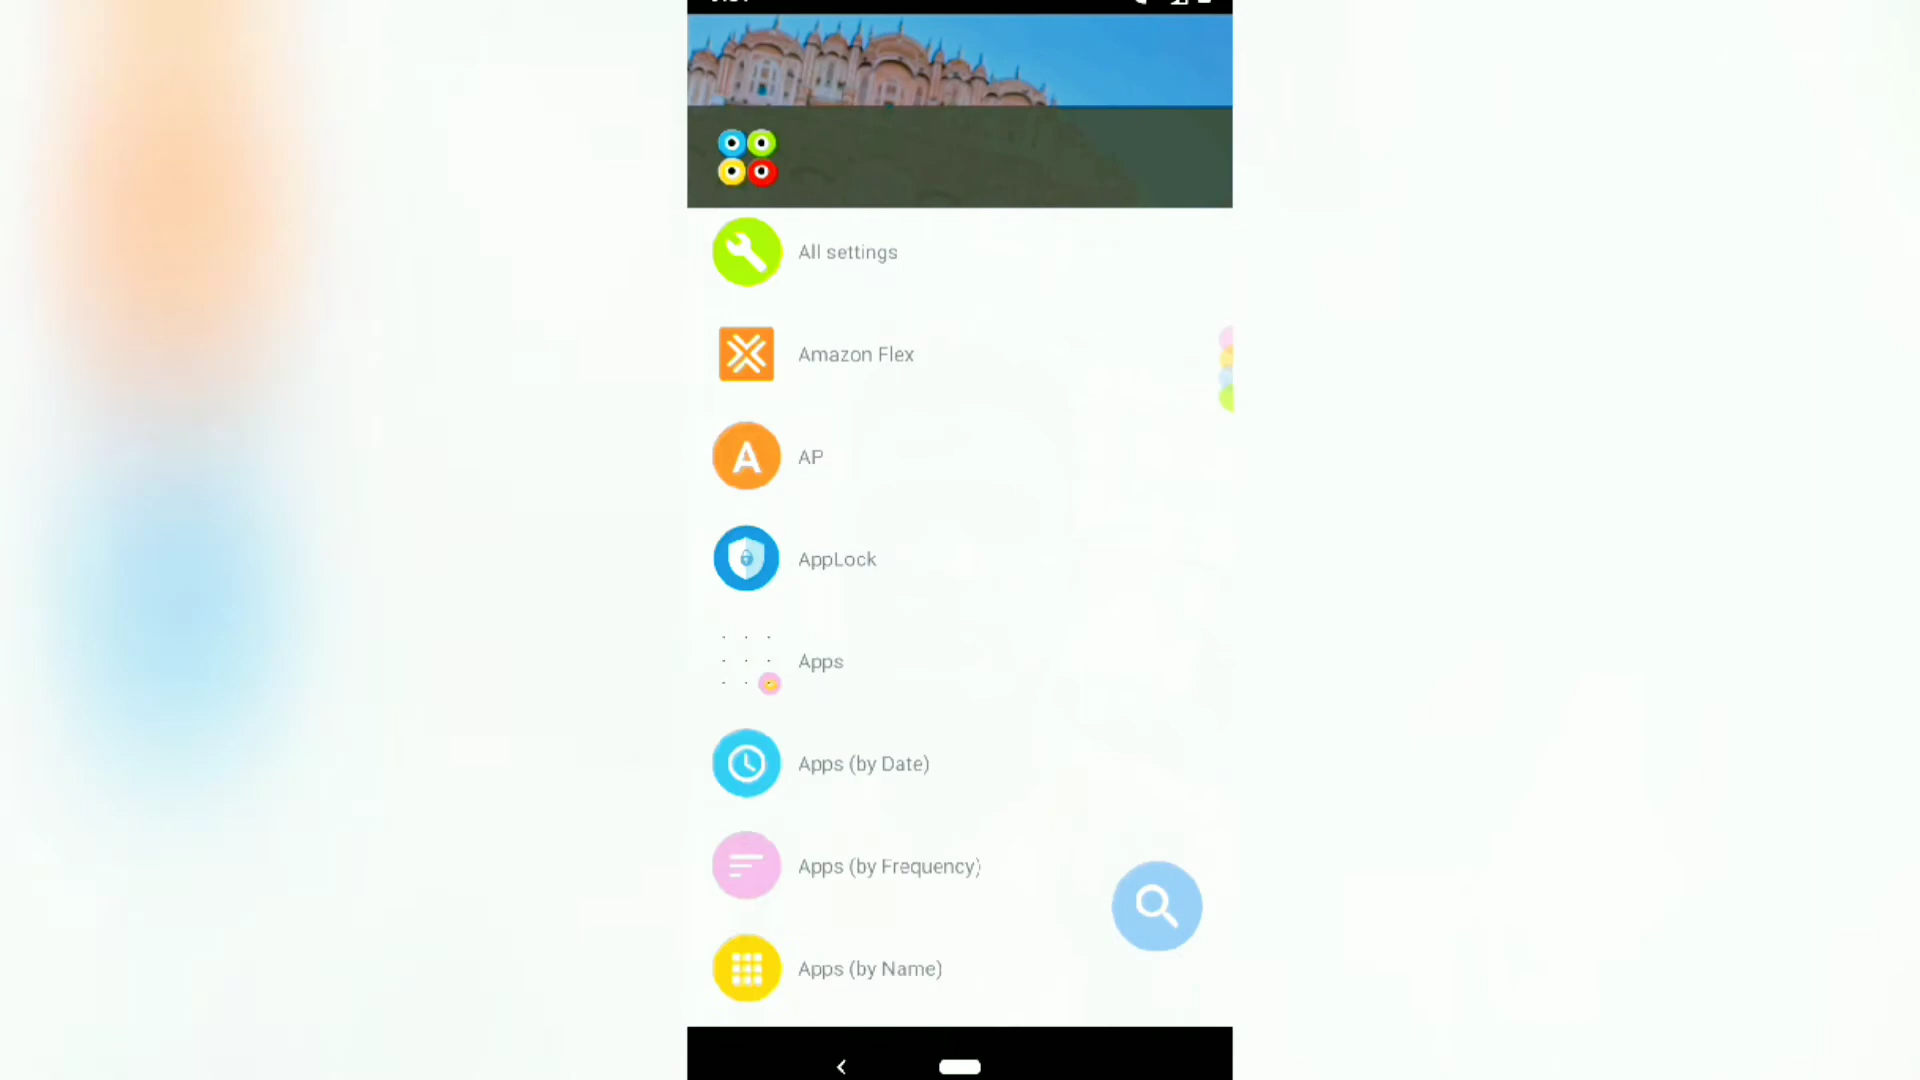 All settings
Amazon Flex
AP
AppLock
Apps
Apps (by Date)
Apps (by Frequency)
Apps (by Name)